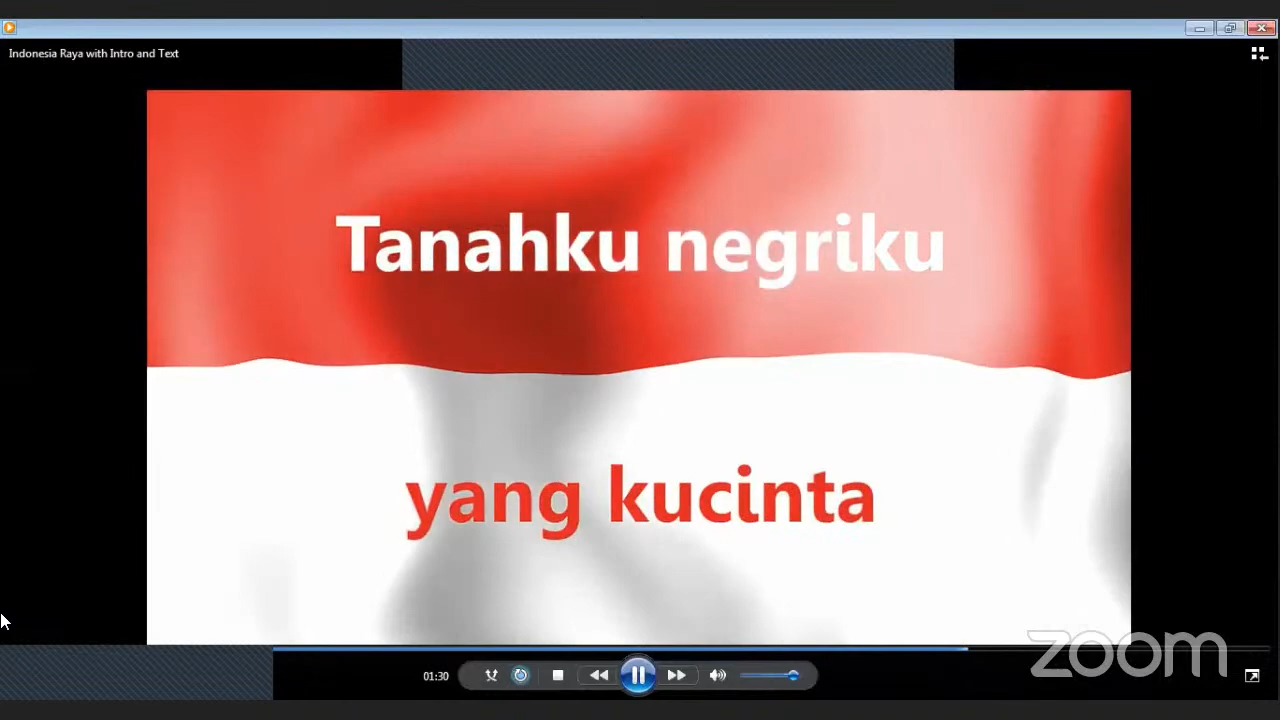 Indonesia Raya with Intro and Text
Tanahku negriku
yang kucinta
01:30
zoom